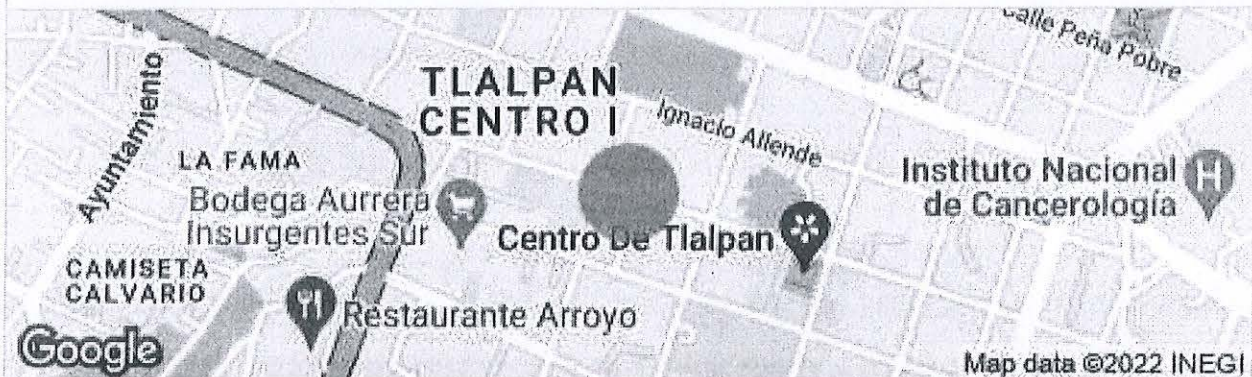 Calle Peña Pobre
TLALPAN
CENTRO I
Ignacio Allende
Ayuntamiento
LA FAMA
Bodega Aurrera
Insurgentes Sur
Instituto Nacional
de Cancerología
H
Centro De Tlalpan
CAMISETA
CALVARIO
Restaurante Arroyo
Google
Map data ©2022 INEGI